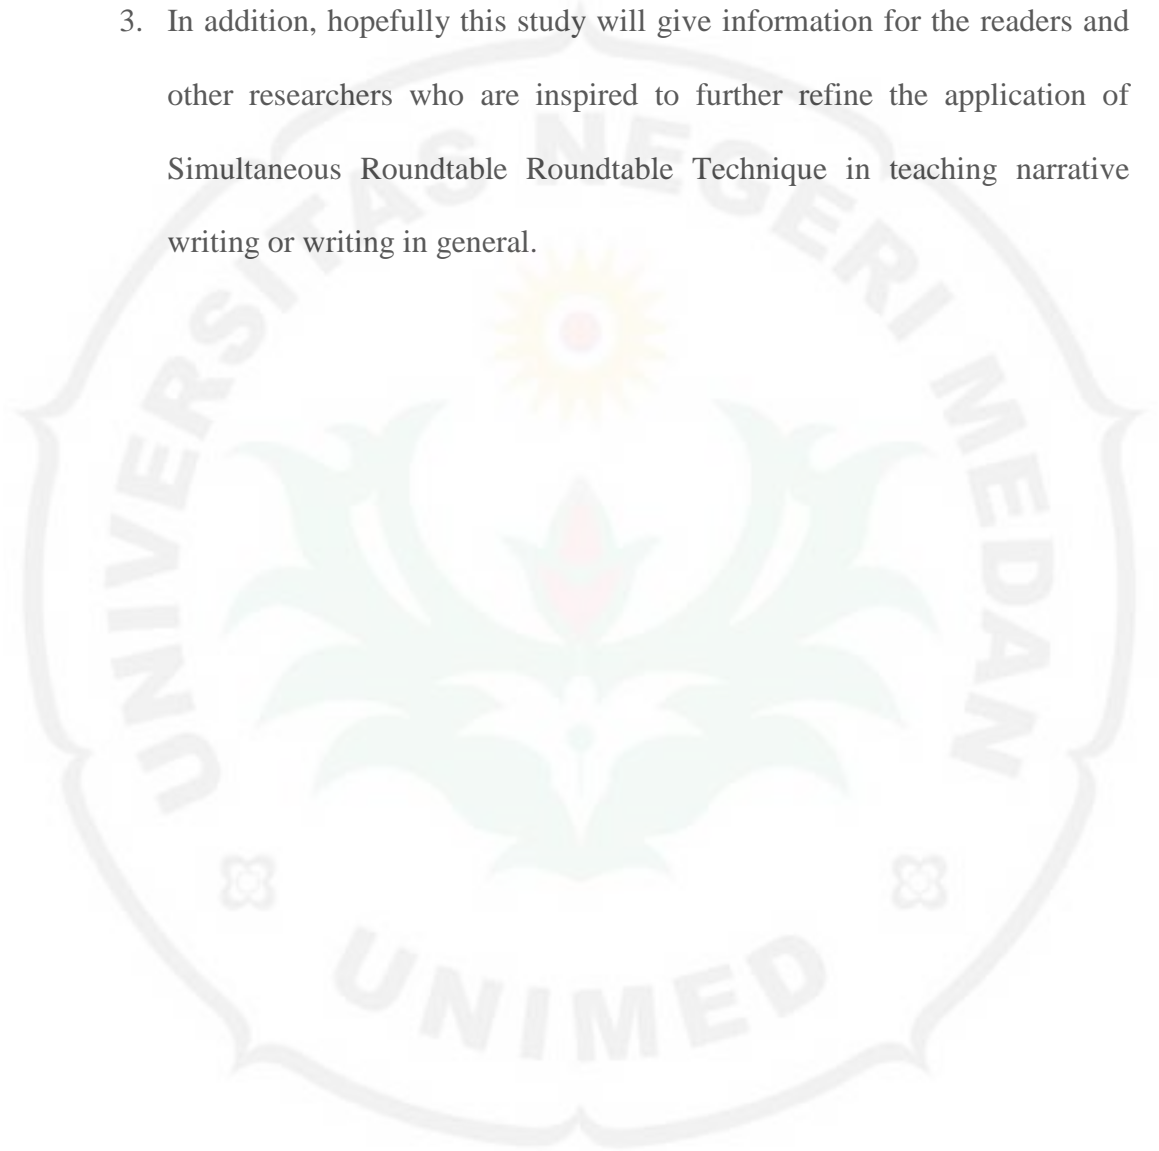 3. In addition, hopefully this study will give information for the readers and
other researchers who are inspired to further refine the application of
Simultaneous Roundtable Roundtable Technique in teaching narrative
writing or writing in general.
UNIVERSITAS NEGERI MEDAN
UNIMED